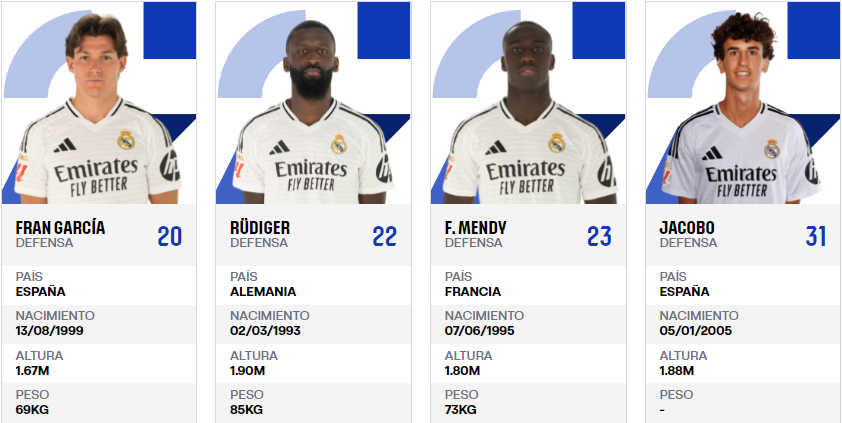 Emirates
FLY BETTER
FRAN GARCÍA
DEFENSA
20
PAÍS
ESPAÑA
NACIMIENTO
13/08/1999
ALTURA
1.67M
PESO
69KG
Emirates
FLY BETTER
RÜDIGER
DEFENSA
22
PAÍS
ALEMANIA
NACIMIENTO
02/03/1993
ALTURA
1.90M
PESO
85KG
Emirates
FLY BETTER
F. MENDY
DEFENSA
23
PAÍS
FRANCIA
NACIMIENTO
07/06/1995
ALTURA
1.80M
PESO
73KG
Emirates
FLY BETTER
JACOBO
DEFENSA
31
PAÍS
ESPAÑA
NACIMIENTO
05/01/2005
ALTURA
1.88M
PESO
-